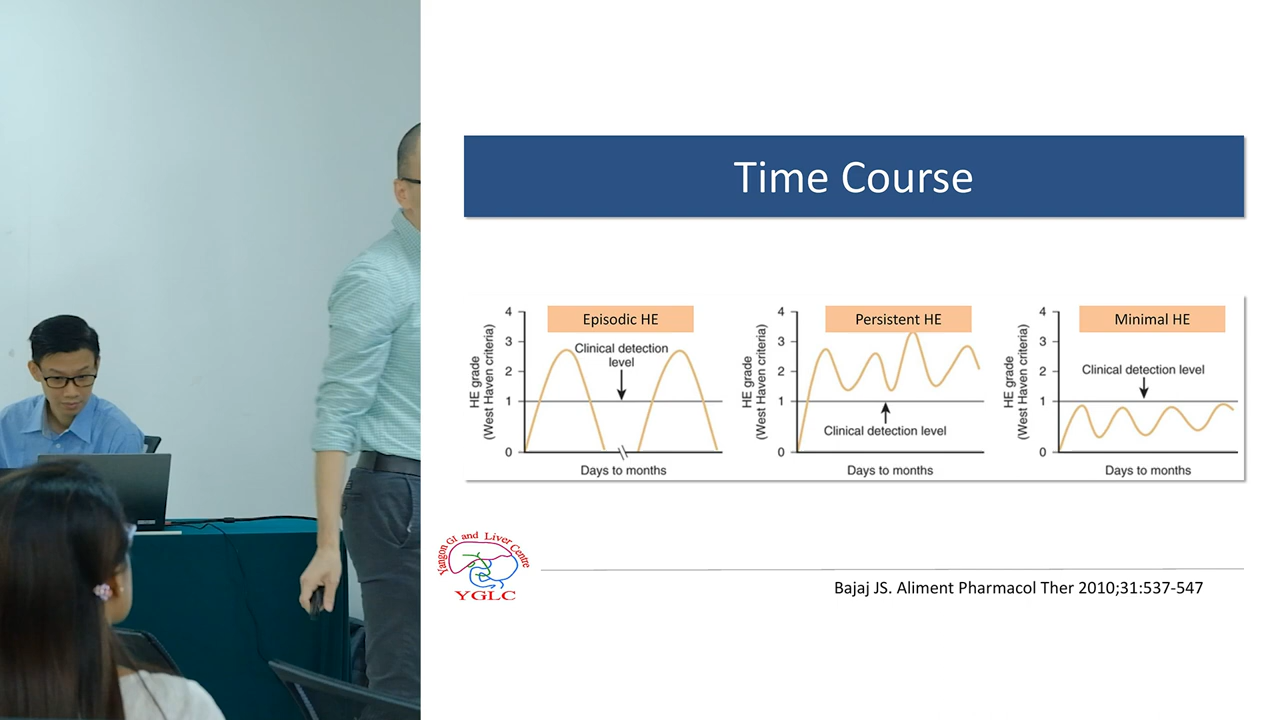 Time Course
4
3
2
1
0
HE grade
(West Haven criteria)
Episodic HE
Clinical detection
level
Days to months
4
3
2
1
0
HE grade
(West Haven criteria)
Persistent HE
Clinical detection level
Days to months
4
3
2
1
0
HE grade
(West Haven criteria)
Minimal HE
Clinical detection level
Days to months
Yangon GI and Liver Centre
YGLC
Bajaj JS. Aliment Pharmacol Ther 2010;31:537-547